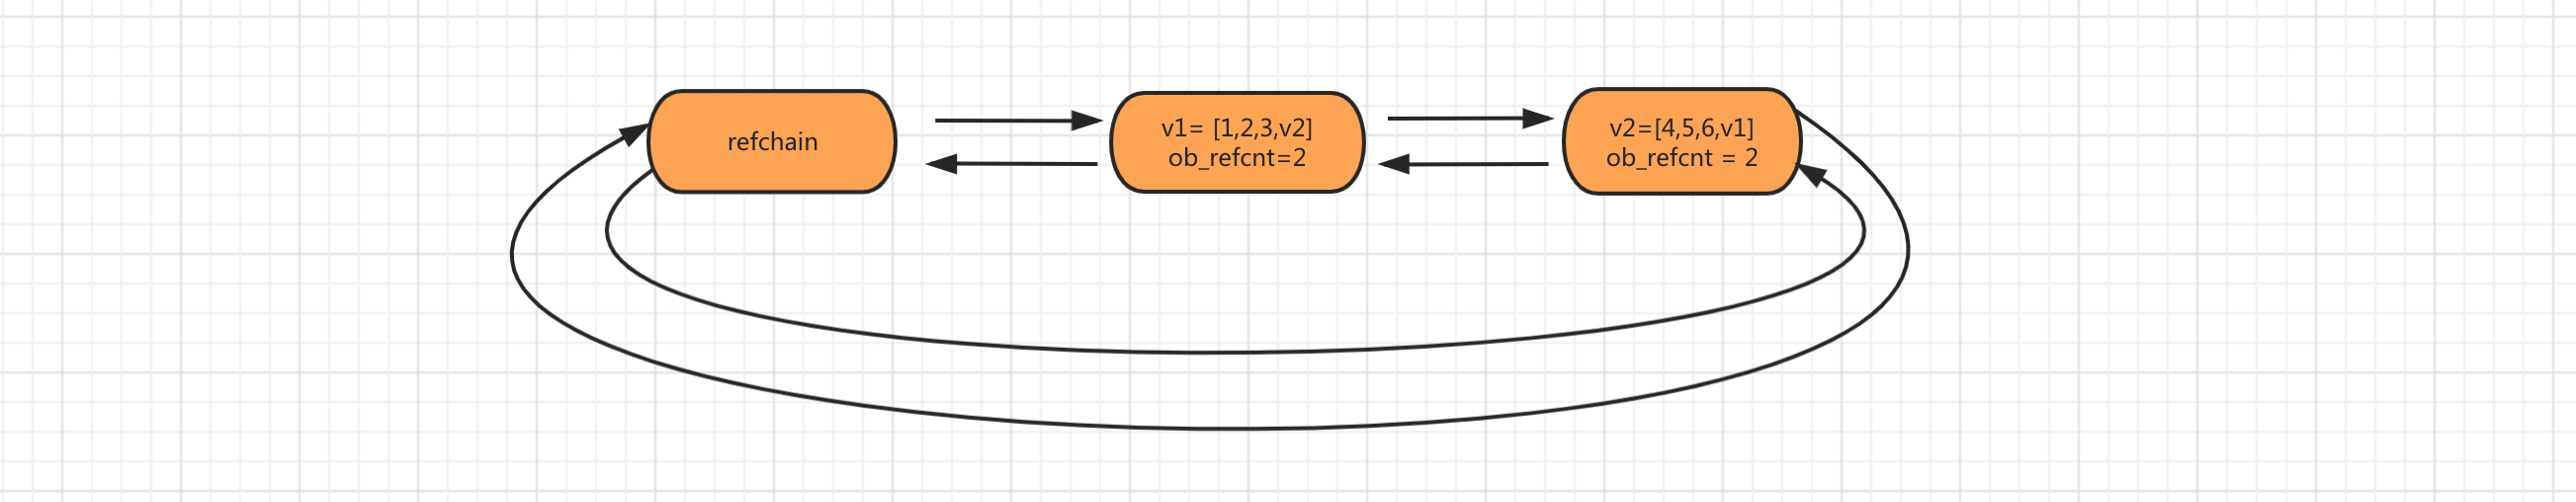 refchain
v1= [1,2,3,v2]
ob_refcnt=2
v2=[4,5,6,v1]
ob_refcnt = 2